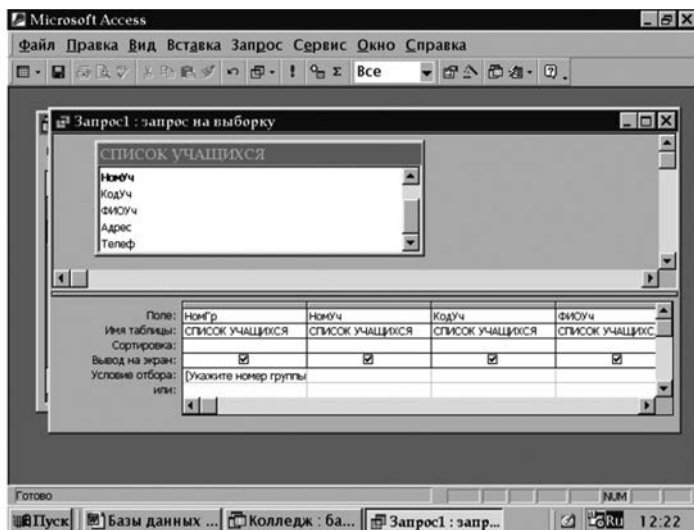 Microsoft Access
Файл Правка Вид Вставка Запрос Сервис Окно Справка
Все
Запрос1 : запрос на выборку
СПИСОК УЧАЩИХСЯ
НомУч
КодУч
ФИОУч
Адрес
Телеф
Поле: НомГр НомУч КодУч ФИОУч
Имя таблицы: СПИСОК УЧАЩИХСЯ СПИСОК УЧАЩИХСЯ СПИСОК УЧАЩИХСЯ СПИСОК УЧАЩИХС
Сортировка:
Вывод на экран:
Условие отбора: [Укажите номер группы
или:
Готово NUM
Пуск Базы данных ... Колледж : ба... Запрос1 : запр... Ru 12:22